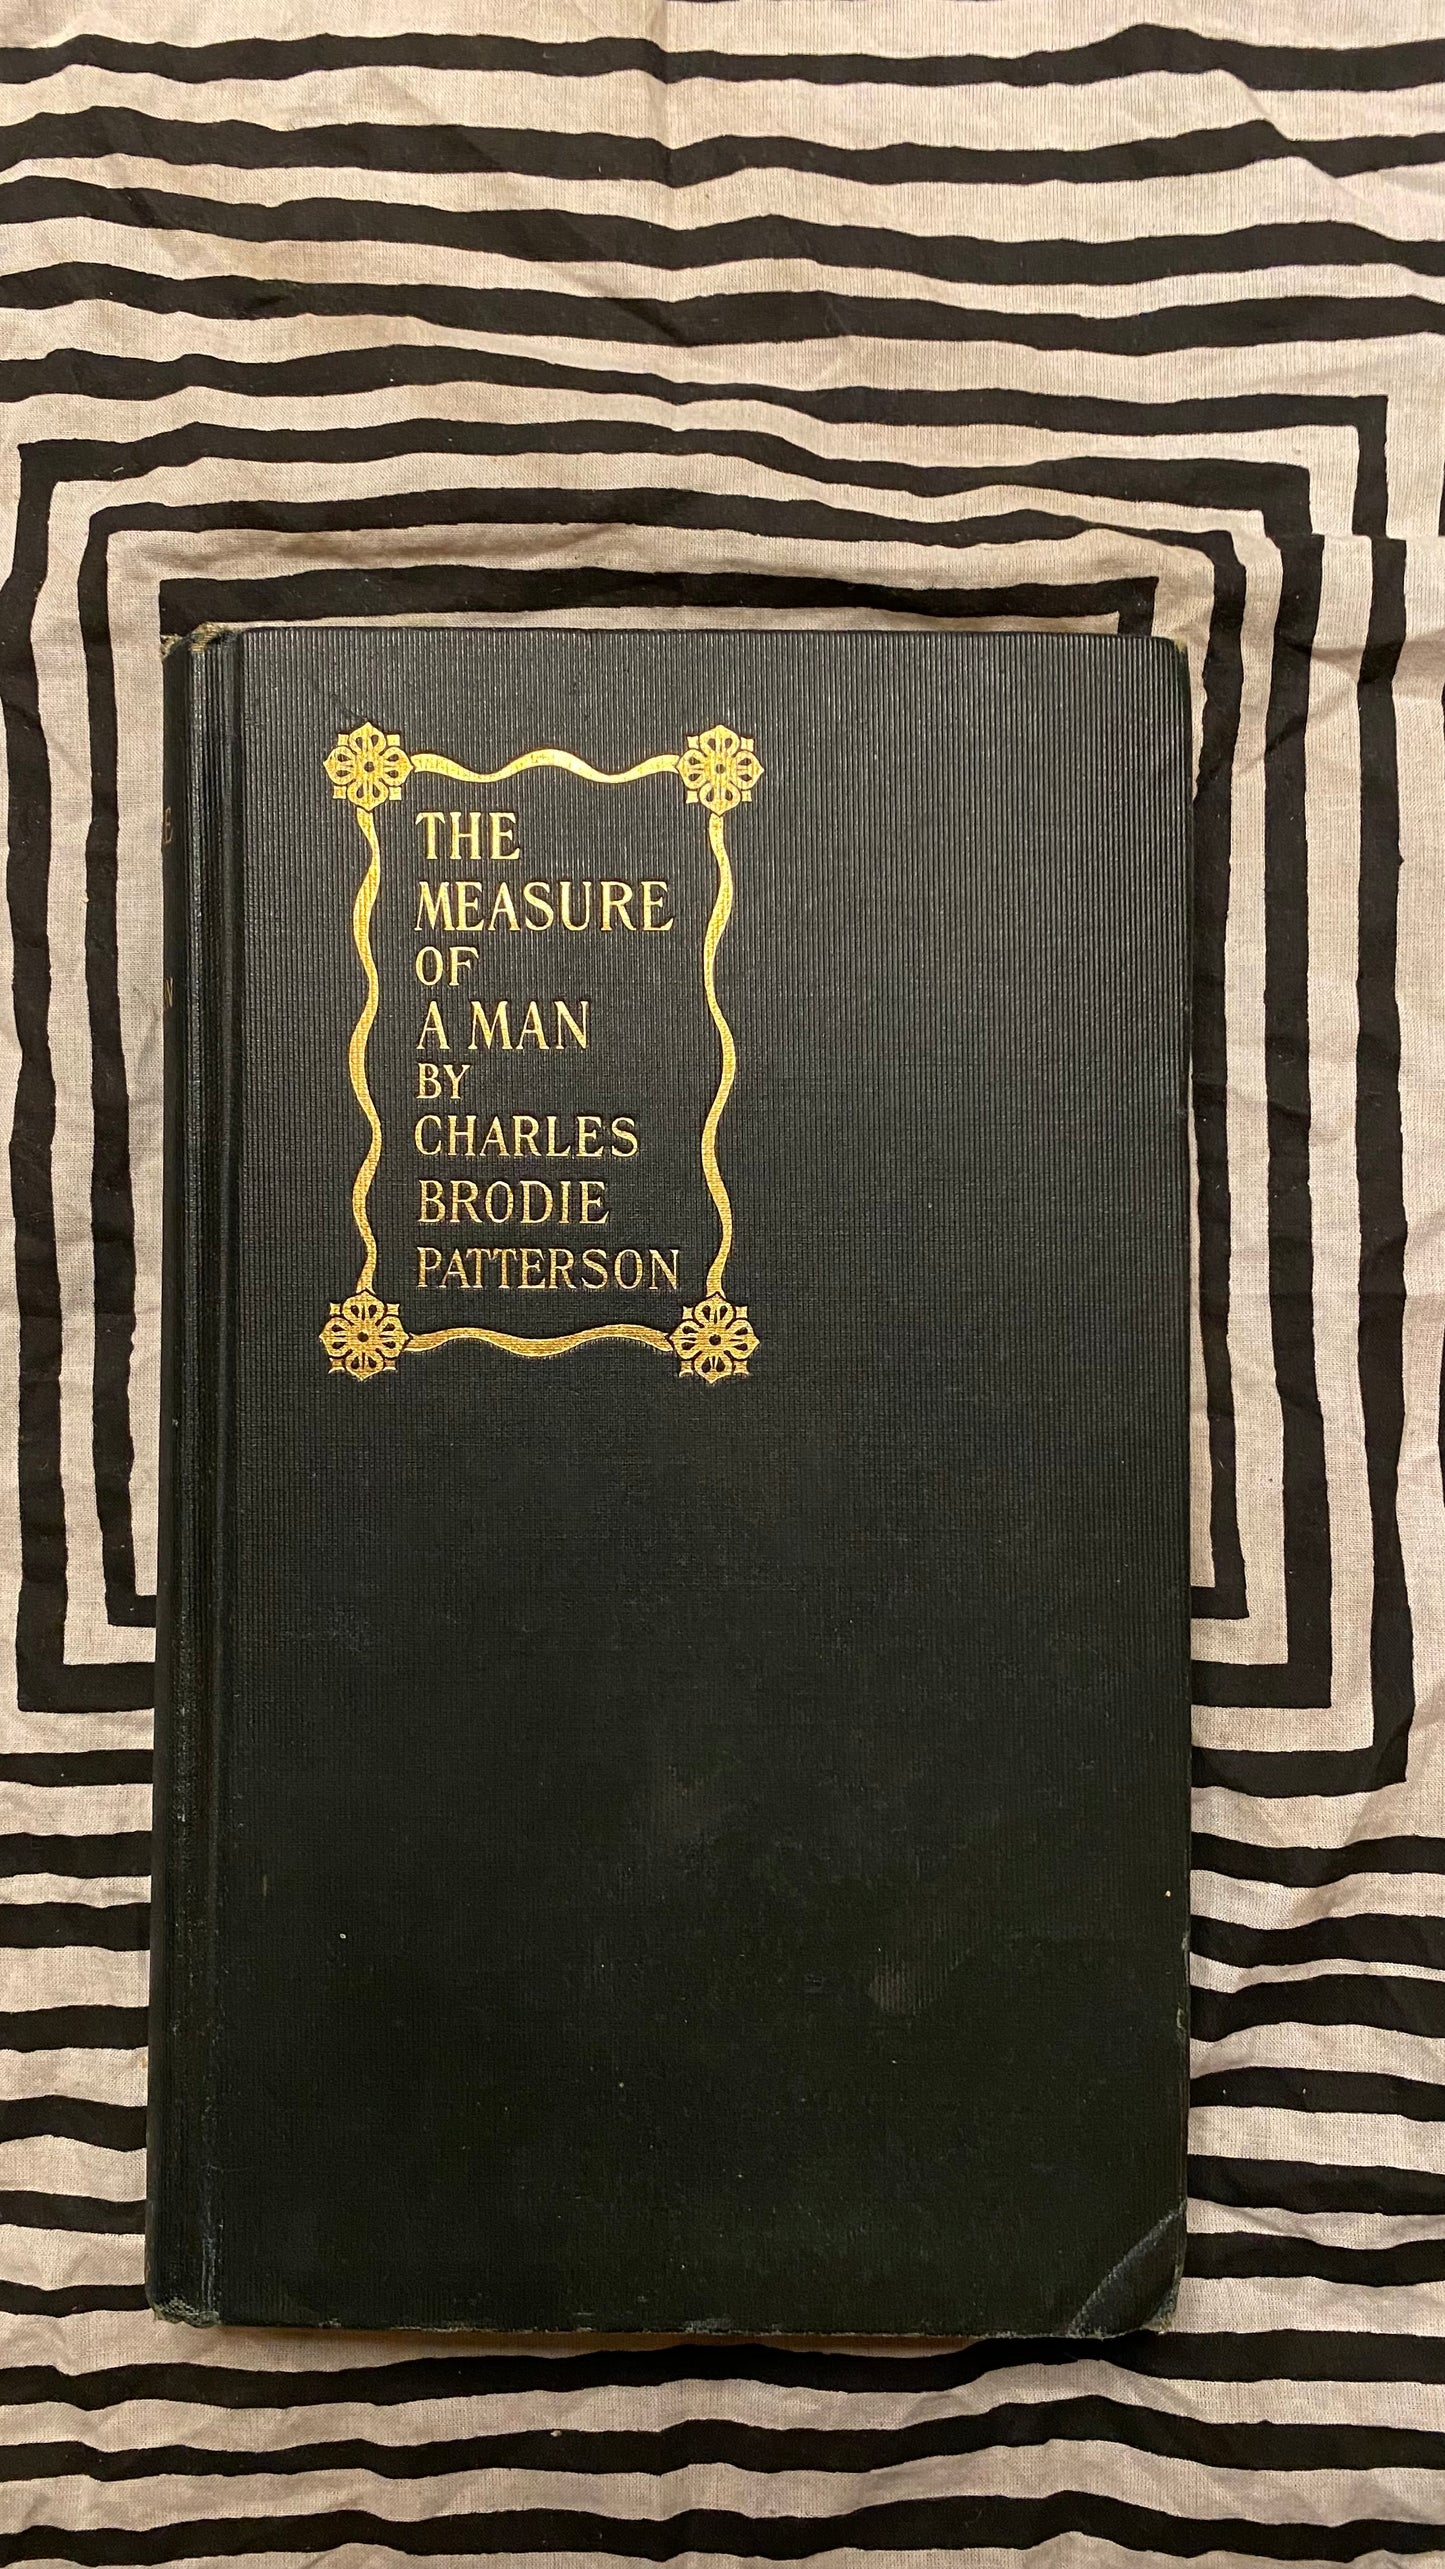 THE
MEASURE
OF
A MAN
BY
CHARLES
BRODIE
PATTERSON